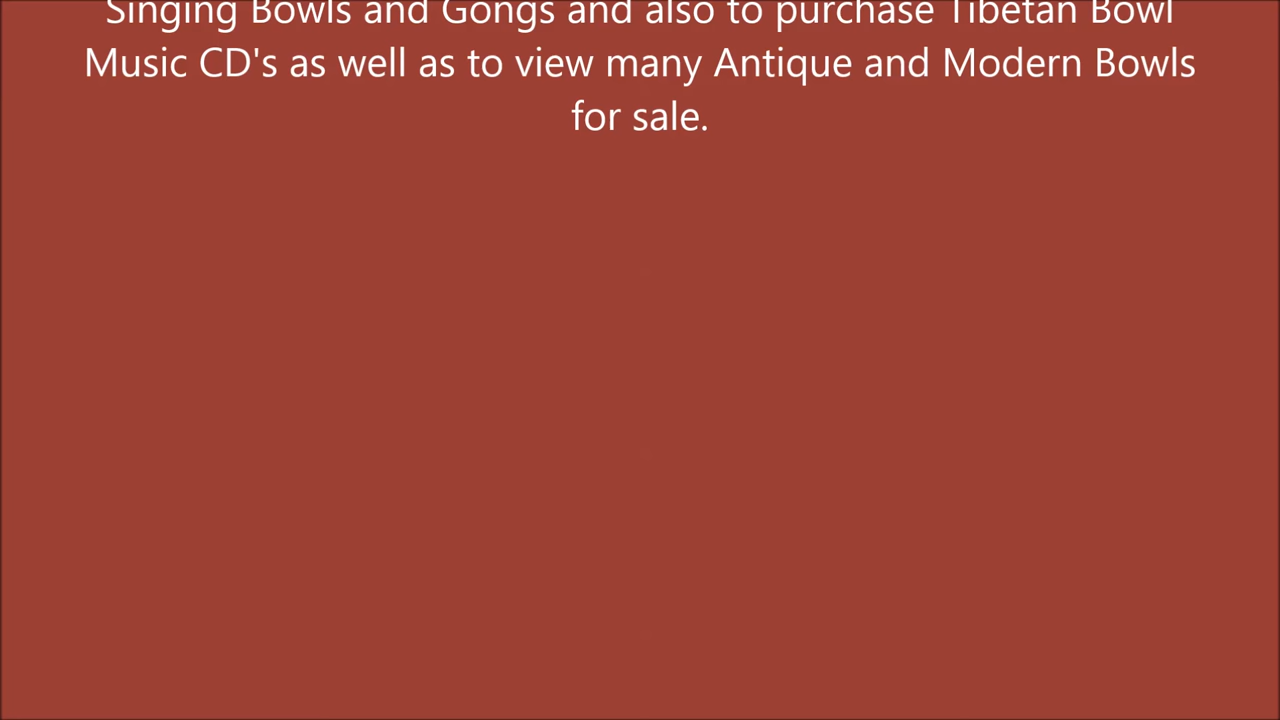 Singing Bowls and Gongs and also to purchase Tibetan Bowl
Music CD's as well as to view many Antique and Modern Bowls
for sale.